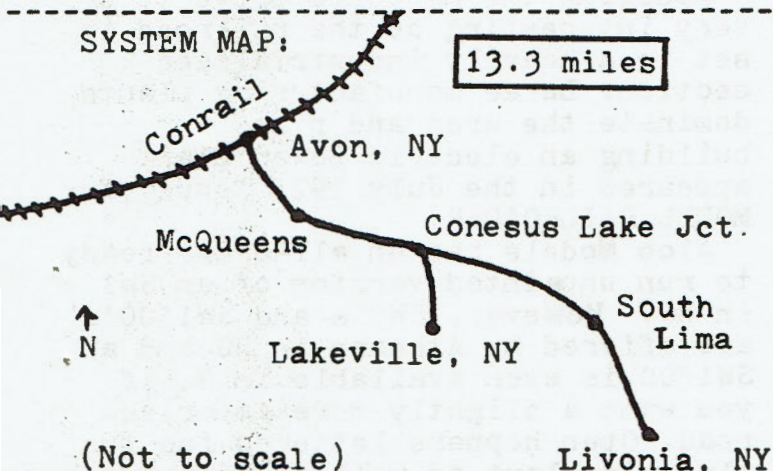 SYSTEM MAP:
13.3 miles
Conrail
Avon, NY
McQueens
Conesus Lake Jct.
South
Lima
N
Lakeville, NY
(Not to scale)
Livonia, NY